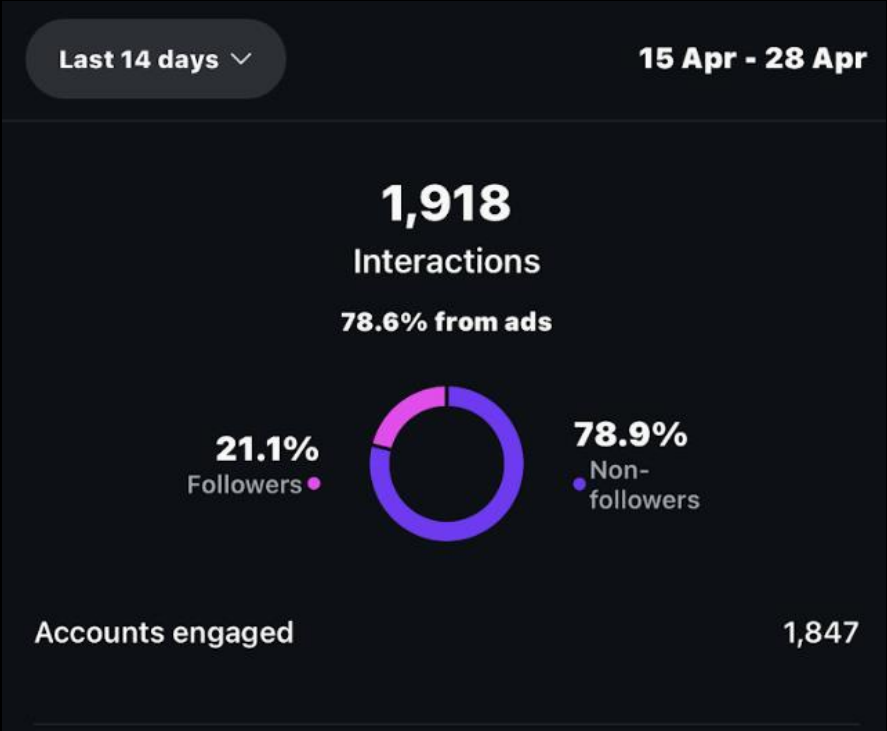 Last 14 days
15 Apr - 28 Apr
1,918
Interactions
78.6% from ads
21.1%
Followers
78.9%
Non-
followers
Accounts engaged
1,847